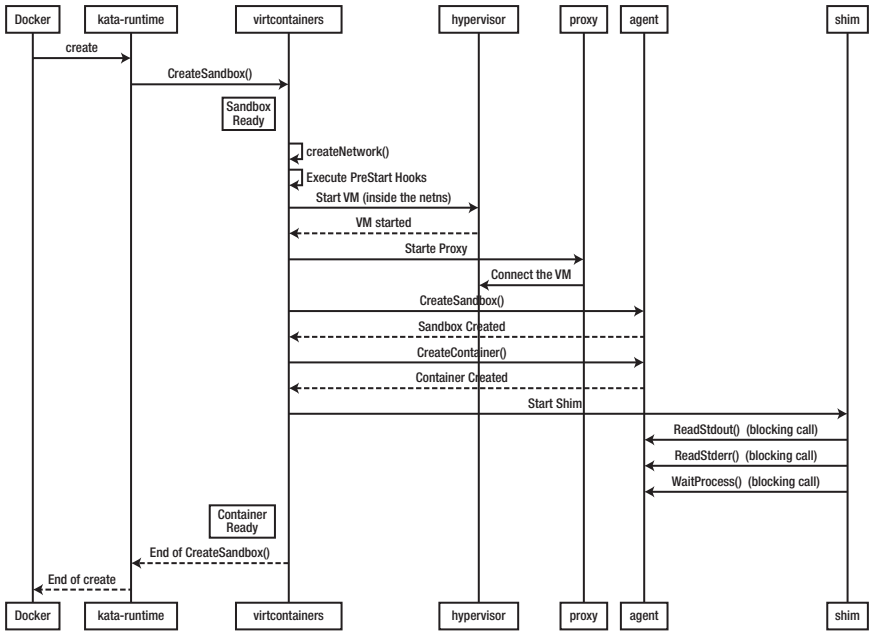 Docker kata-runtime virtcontainers hypervisor proxy agent shim
create
CreateSandbox()
Sandbox
Ready
createNetwork()
Execute PreStart Hooks
Start VM (inside the netns)
VM started
Starte Proxy
Connect the VM
CreateSandbox()
Sandbox Created
CreateContainer()
Container Created
Start Shim
ReadStdout() (blocking call)
ReadStderr() (blocking call)
WaitProcess() (blocking call)
Container
Ready
End of CreateSandbox()
End of create
Docker kata-runtime virtcontainers hypervisor proxy agent shim